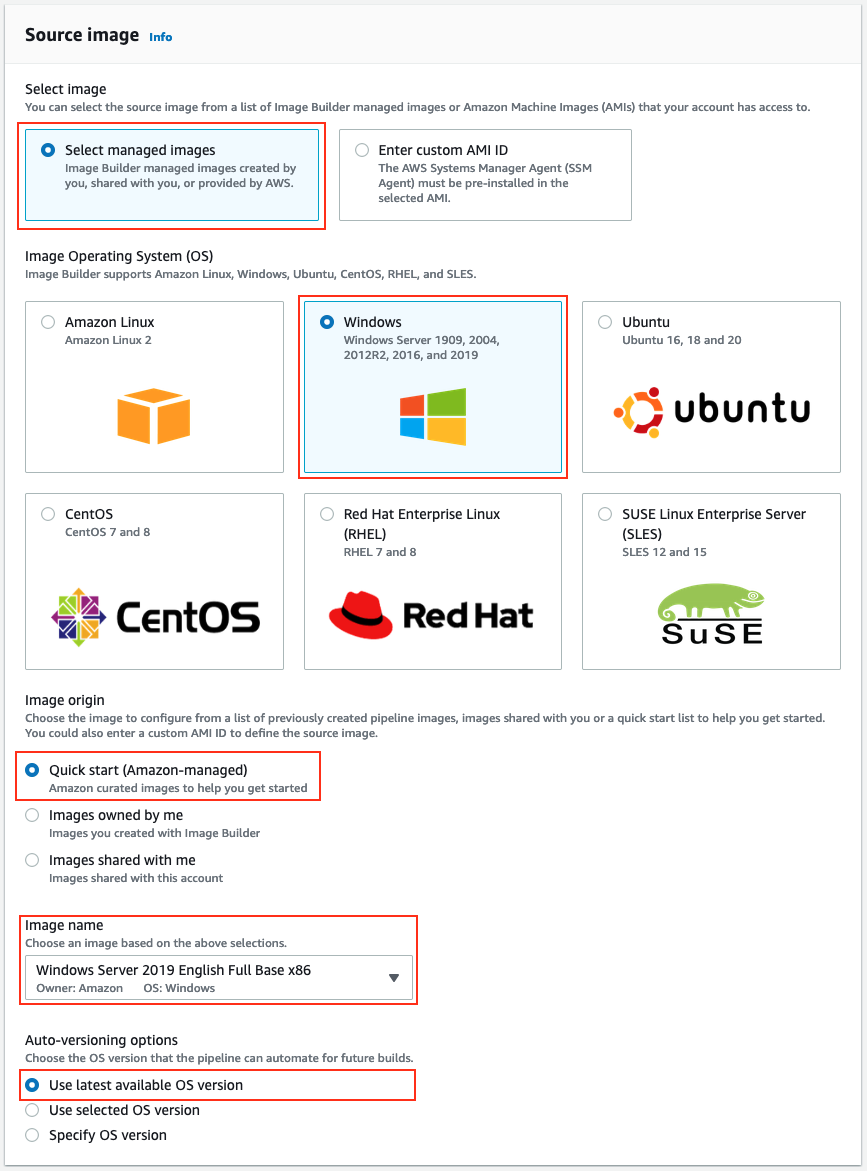 Source image Info
Select image
You can select the source image from a list of Image Builder managed images or Amazon Machine Images (AMIs) that your account has access to.
Select managed images
Image Builder managed images created by
you, shared with you, or provided by AWS.
Enter custom AMI ID
The AWS Systems Manager Agent (SSM
Agent) must be pre-installed in the
selected AMI.
Image Operating System (OS)
Image Builder supports Amazon Linux, Windows, Ubuntu, CentOS, RHEL, and SLES.
Amazon Linux
Amazon Linux 2
Windows
Windows Server 1909, 2004,
2012R2, 2016, and 2019
Ubuntu
Ubuntu 16, 18 and 20
ubuntu
CentOS
CentOS 7 and 8
CentOS
Red Hat Enterprise Linux
(RHEL)
RHEL 7 and 8
Red Hat
SUSE Linux Enterprise Server
(SLES)
SLES 12 and 15
SuSE
Image origin
Choose the image to configure from a list of previously created pipeline images, images shared with you or a quick start list to help you get started.
You could also enter a custom AMI ID to define the source image.
Quick start (Amazon-managed)
Amazon curated images to help you get started
Images owned by me
Images you created with Image Builder
Images shared with me
Images shared with this account
Image name
Choose an image based on the above selections.
Windows Server 2019 English Full Base x86
Owner: Amazon OS: Windows
Auto-versioning options
Choose the OS version that the pipeline can automate for future builds.
Use latest available OS version
Use selected OS version
Specify OS version